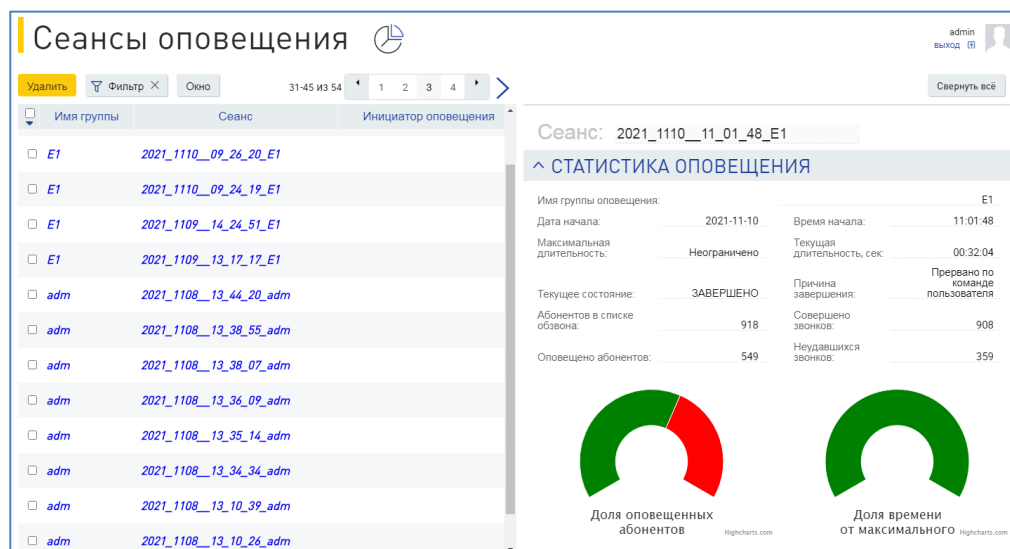 Сеансы оповещения
admin
выход
Удалить
Фильтр
Окно
31-45 из 54
1 2 3 4
Свернуть всё
Имя группы Сеанс Инициатор оповещения
E1 2021_1110__09_26_20_E1
E1 2021_1110__09_24_19_E1
E1 2021_1109__14_24_51_E1
E1 2021_1109__13_17_17_E1
adm 2021_1108__13_44_20_adm
adm 2021_1108__13_38_55_adm
adm 2021_1108__13_38_07_adm
adm 2021_1108__13_36_09_adm
adm 2021_1108__13_35_14_adm
adm 2021_1108__13_34_34_adm
adm 2021_1108__13_10_39_adm
adm 2021_1108__13_10_26_adm
Сеанс: 2021_1110__11_01_48_E1
СТАТИСТИКА ОПОВЕЩЕНИЯ
Имя группы оповещения: E1
Дата начала: 2021-11-10
Время начала: 11:01:48
Максимальная
длительность: Неограничено
Текущая
длительность, сек: 00:32:04
Текущее состояние: ЗАВЕРШЕНО
Причина
завершения:
Прервано по
команде
пользователя
Абонентов в списке
обзвона: 918
Совершено
звонков: 908
Оповещено абонентов: 549
Неудавшихся
звонков: 359
Доля оповещенных
абонентов
Highcharts.com
Доля времени
от максимального
Highcharts.com